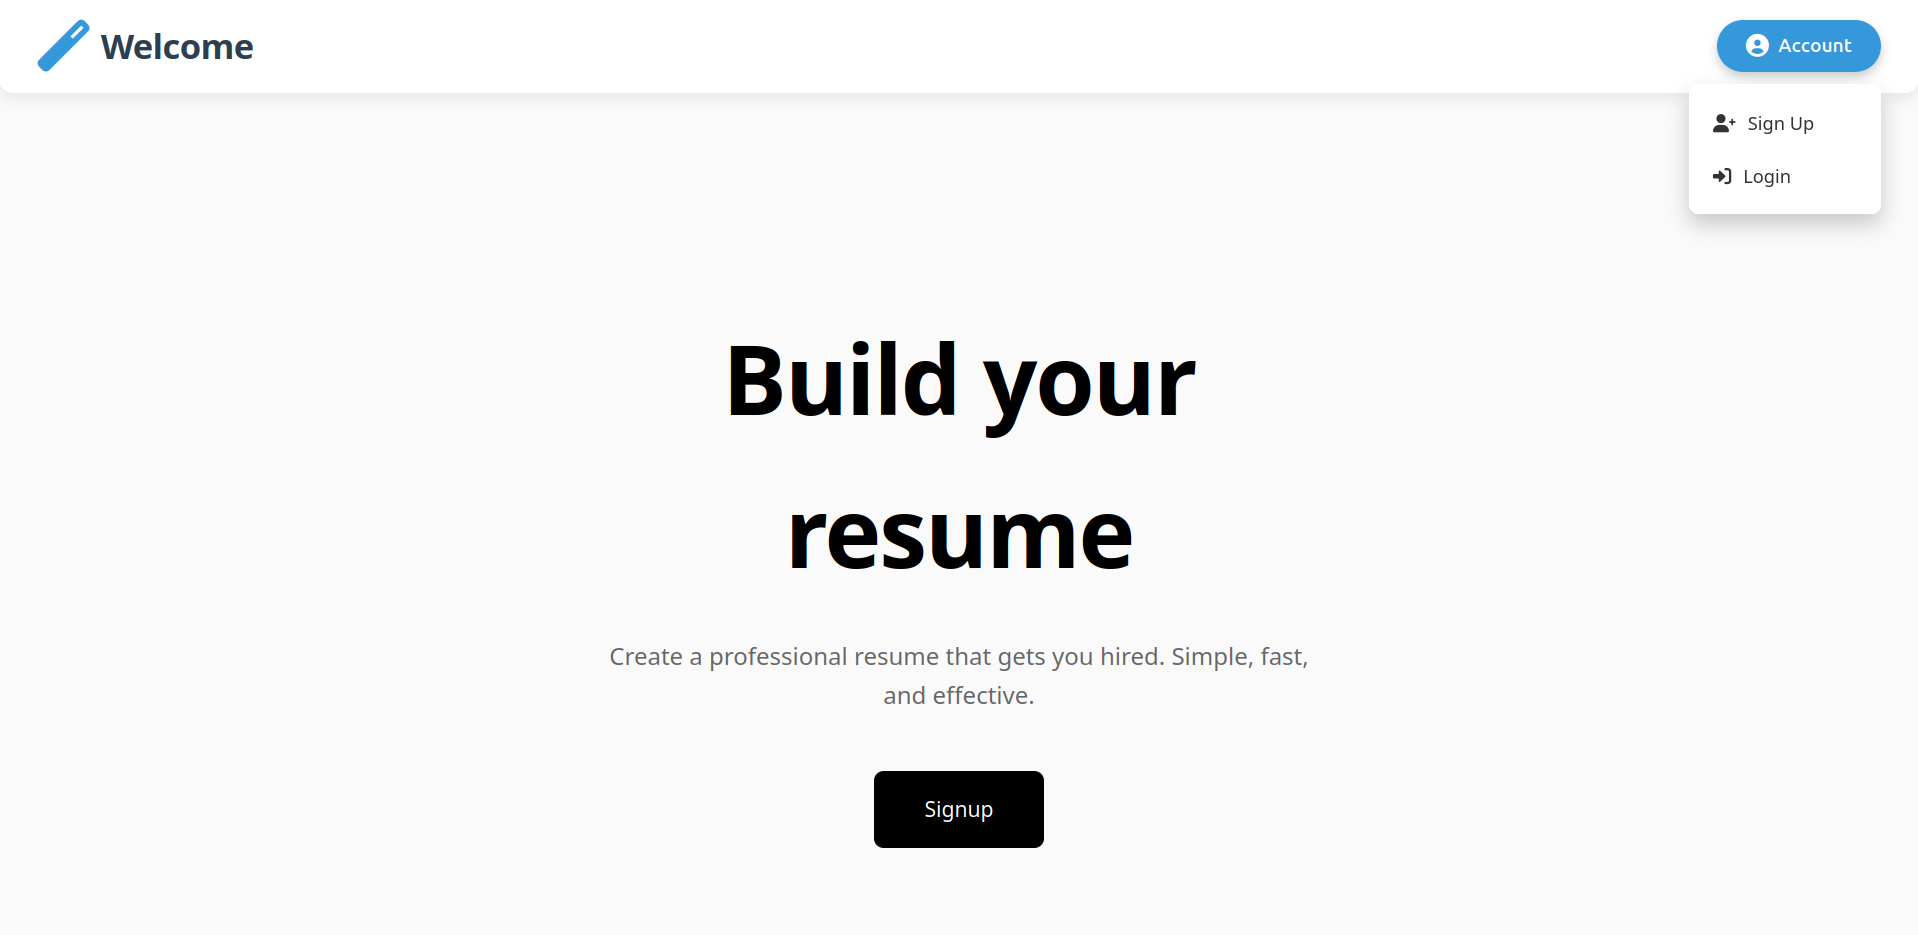 Welcome
Account
Sign Up
Login
Build your
resume
Create a professional resume that gets you hired. Simple, fast,
and effective.
Signup